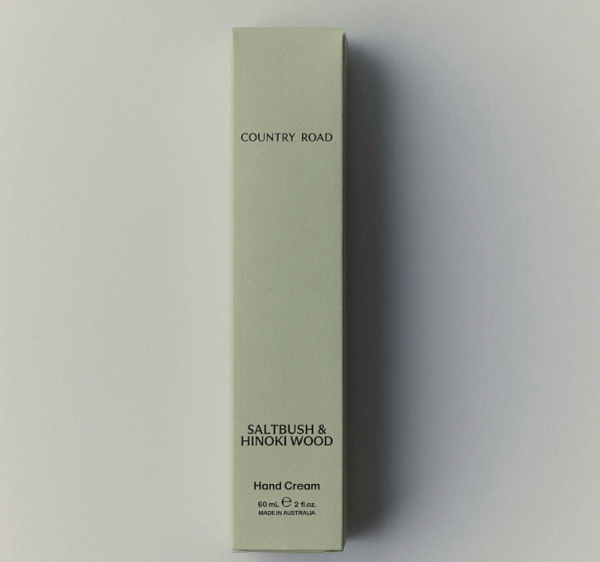 COUNTRY ROAD
SALTBUSH &
HINOKI WOOD
Hand Cream
60 mL ℮ 2 fl.oz.
MADE IN AUSTRALIA